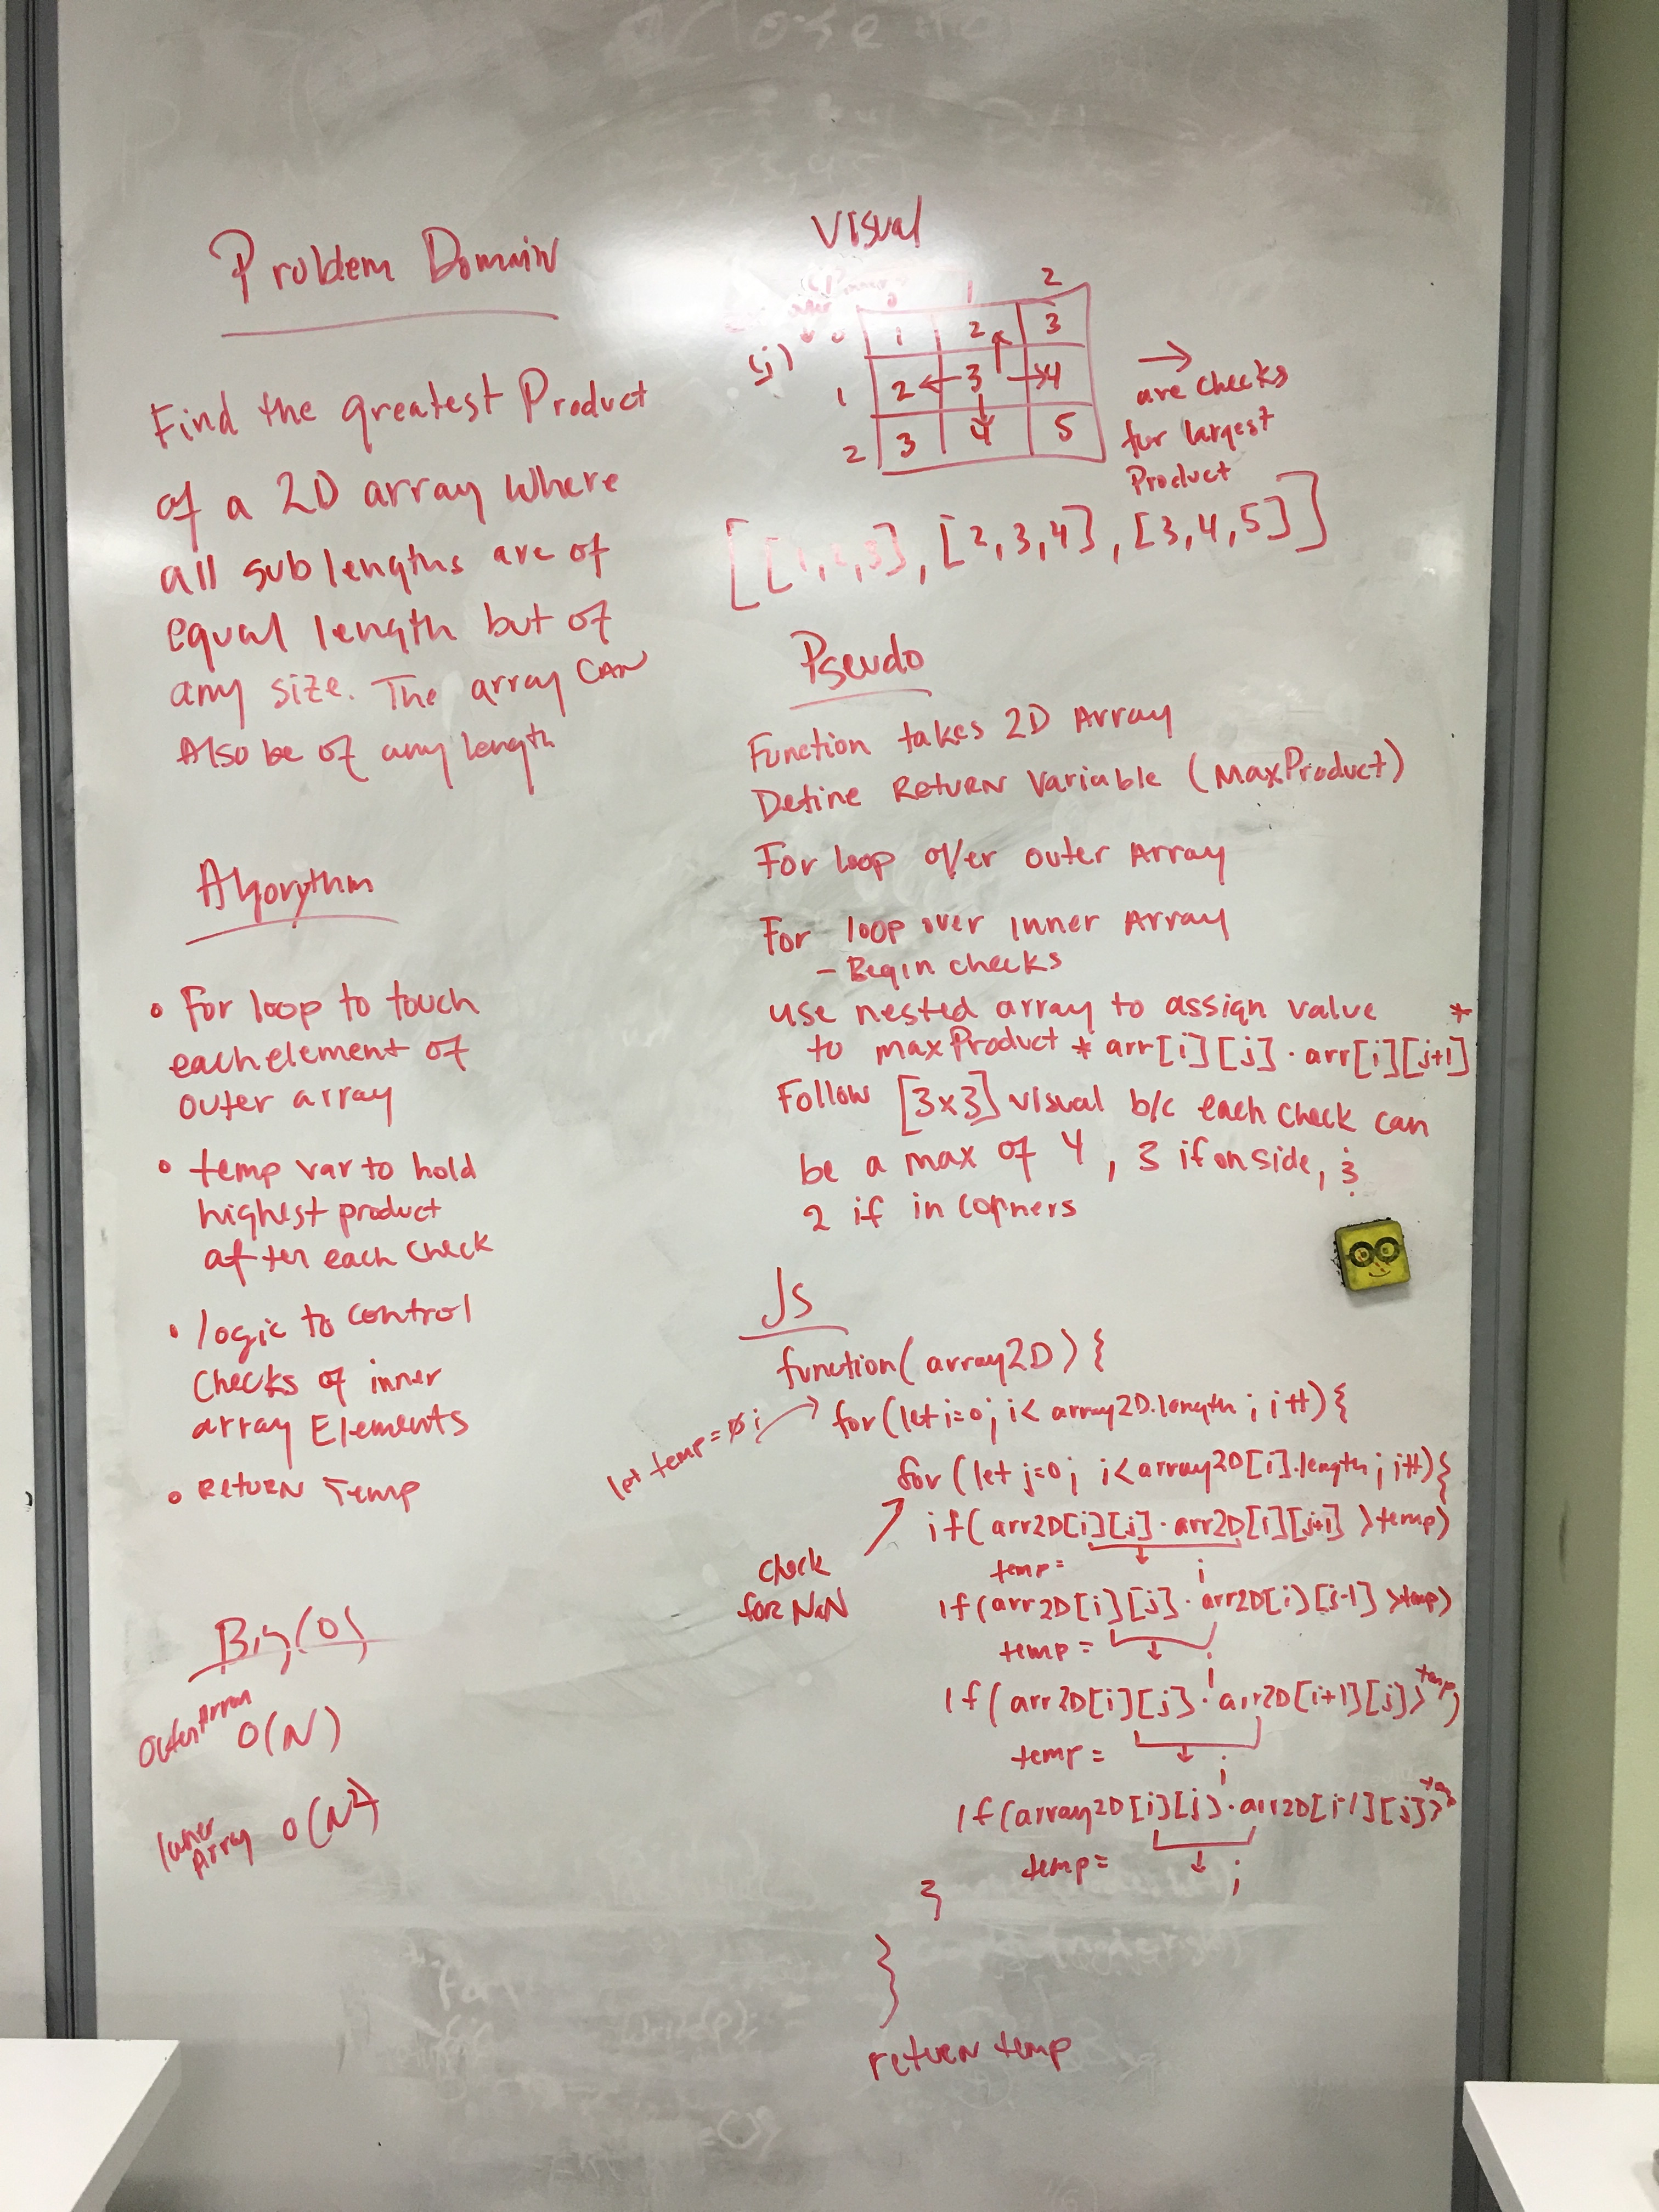 Problem Domain
Find the greatest Product
of a 2D array where
all sublengths are of
equal length but of
any size. The array CAN
Also be of any length
Algorythm
• For loop to touch
each element of
outer array
• temp var to hold
highest product
after each check
• logic to control
checks of inner
array Elements
• RETURN Temp
Big(O)
Outer Array O(N)
Inner Array O(N²)
Visual
0 1 2
(j) 0 1 2 3
1 2 ← 3 → 4
2 3 4 5
→
are checks
for largest
Product
[[1,2,3], [2,3,4], [3,4,5]]
Pseudo
Function takes 2D Array
Define RETURN Variable (MaxProduct)
For loop over outer Array
For loop over Inner Array
- Begin checks
use nested array to assign value *
to maxProduct * arr[i][j] · arr[i][j+1]
Follow [3x3] visual b/c each check can
be a max of 4, 3 if on side, ;
2 if in corners
Js
function(array2D){
let temp = 0; → for(let i=0; i< array2D.length; i++){
for (let j=0; i<array2D[i].length; i++){
if(arr2D[i][j] · arr2D[i][j+1] > temp)
temp = ↓ ;
check
for NaN
if(arr2D[i][j] · arr2D[i][j-1] > temp)
temp = ↓ ;
if(arr2D[i][j] · arr2D[i+1][j] > temp)
temp = ↓ ;
if(array2D[i][j] · arr2D[i-1][j] >
temp = ↓ ;
}
}
return temp